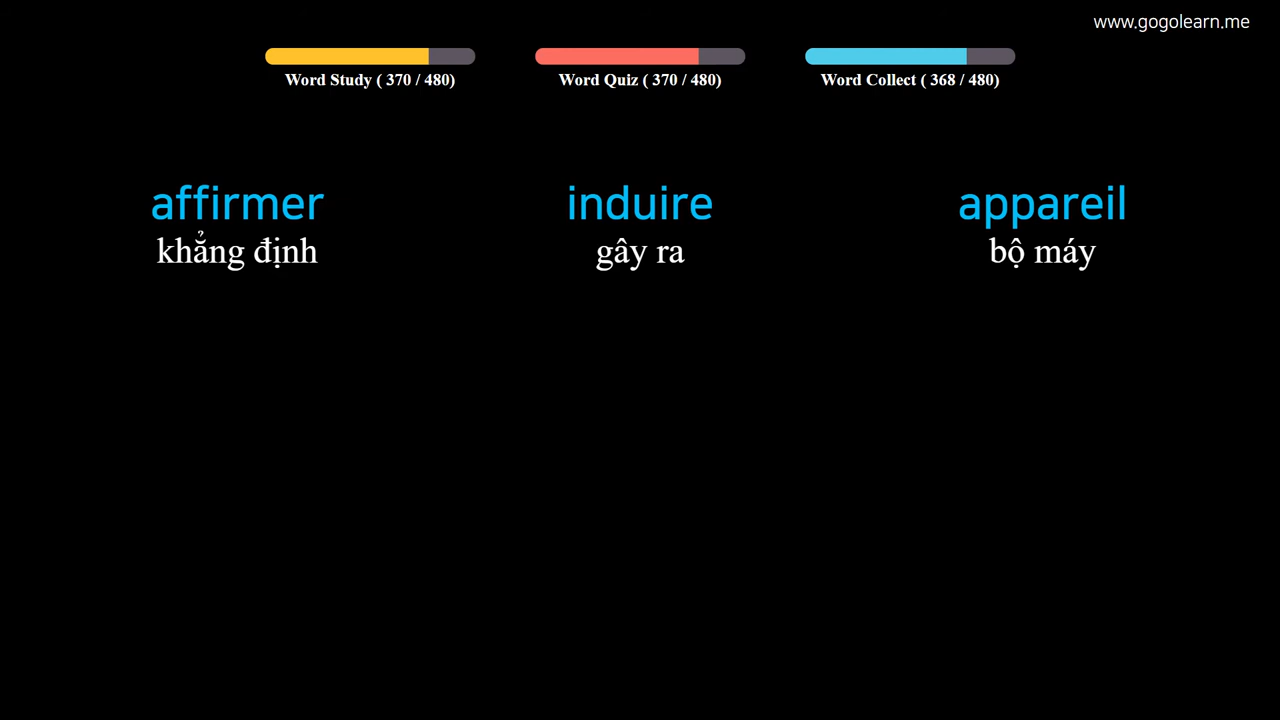 www.gogolearn.me
Word Study ( 370 / 480)
Word Quiz ( 370 / 480)
Word Collect ( 368 / 480)
affirmer
khẳng định
induire
gây ra
appareil
bộ máy